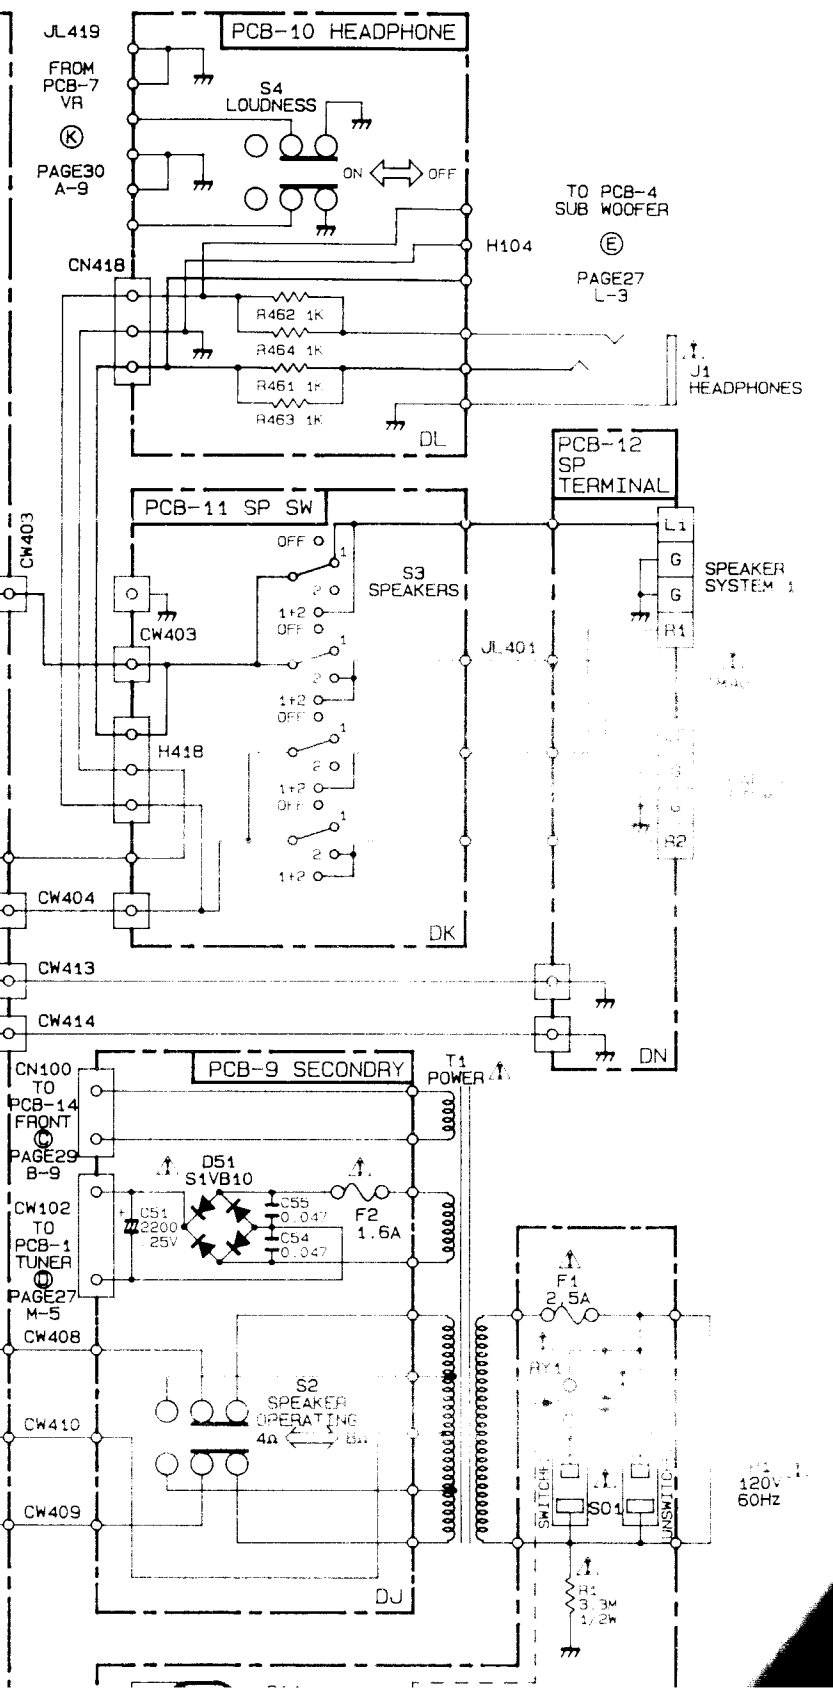 JL419
PCB-10 HEADPHONE
FROM
PCB-7
VR
K
PAGE30
A-9
S4
LOUDNESS
ON
OFF
TO PCB-4
SUB WOOFER
E
PAGE27
L-3
H104
CN418
R462 1K
R464 1K
R461 1K
R463 1K
J1
HEADPHONES
DL
PCB-12
SP
TERMINAL
PCB-11 SP SW
CW403
OFF
1
2
1+2
S3
SPEAKERS
L1
G
G
R1
SPEAKER
SYSTEM 1
CW403
OFF
1
2
1+2
JL401
H418
OFF
1
2
1+2
G
G
R2
OFF
1
2
1+2
CW404
DK
CW413
CW414
DN
CN100
TO
PCB-14
FRONT
C
PAGE29
B-9
PCB-9 SECONDRY
T1
POWER
CW102
TO
PCB-1
TUNER
D
PAGE27
M-5
D51
S1VB10
+
C51
2200
25V
C55
0.047
C54
0.047
F2
1.6A
F1
2.5A
RY1
CW408
S2
SPEAKER
OPERATING
4Ω
8Ω
CW410
CW409
SO1
120V
60Hz
R1
3.3M
1/2W
DJ